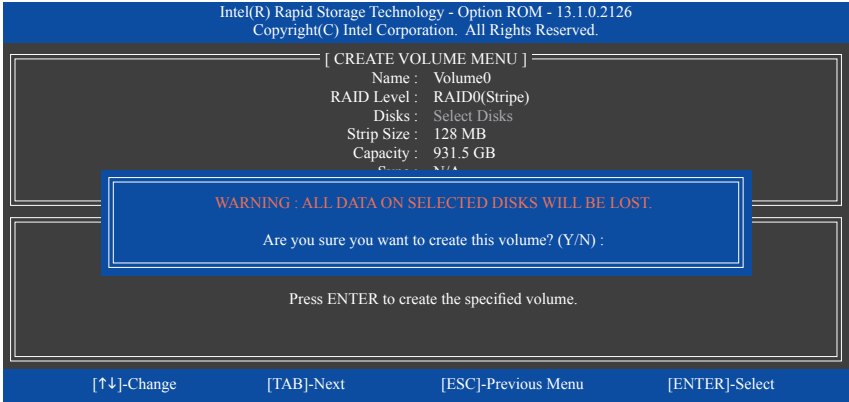 Intel(R) Rapid Storage Technology - Option ROM - 13.1.0.2126
Copyright(C) Intel Corporation. All Rights Reserved.
[ CREATE VOLUME MENU ]
Name : Volume0
RAID Level : RAID0(Stripe)
Disks : Select Disks
Strip Size : 128 MB
Capacity : 931.5 GB
WARNING : ALL DATA ON SELECTED DISKS WILL BE LOST.
Are you sure you want to create this volume? (Y/N) :
Press ENTER to create the specified volume.
[↑↓]-Change [TAB]-Next [ESC]-Previous Menu [ENTER]-Select